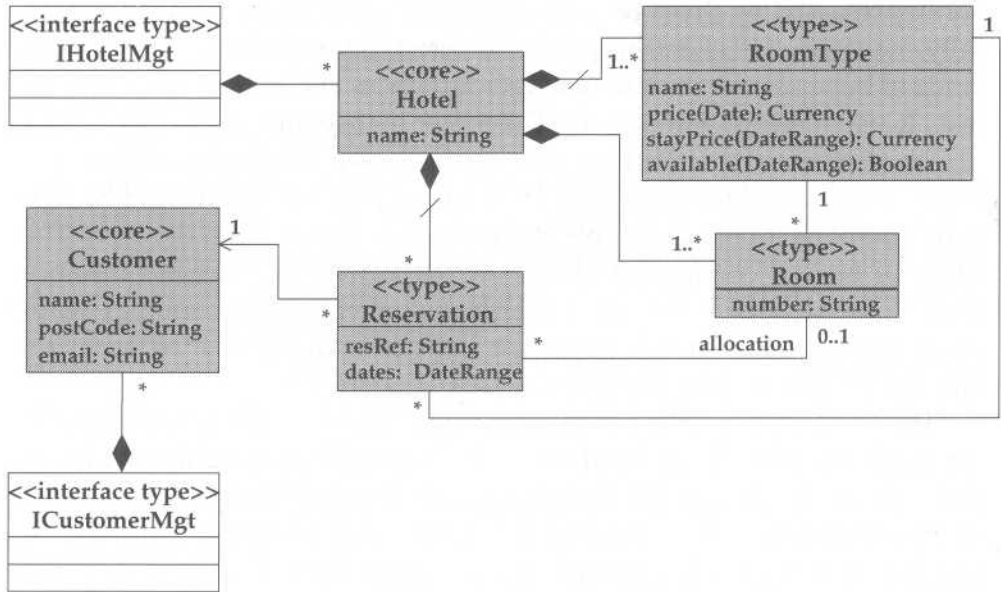 <<interface type>>
IHotelMgt
*
<<core>>
Hotel
name: String
1..*
<<type>>
RoomType
name: String
price(Date): Currency
stayPrice(DateRange): Currency
available(DateRange): Boolean
1
1
*
1..*
<<type>>
Room
number: String
0..1
allocation
*
<<core>>
Customer
name: String
postCode: String
email: String
1
*
*
<<type>>
Reservation
resRef: String
dates: DateRange
*
*
<<interface type>>
ICustomerMgt
*